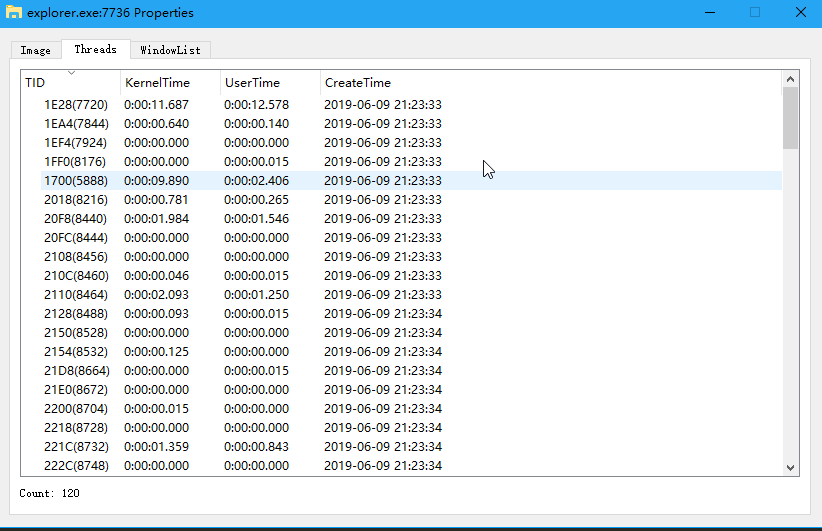 explorer.exe:7736 Properties
Image Threads WindowList
TID KernelTime UserTime CreateTime
1E28(7720) 0:00:11.687 0:00:12.578 2019-06-09 21:23:33
1EA4(7844) 0:00:00.640 0:00:00.140 2019-06-09 21:23:33
1EF4(7924) 0:00:00.000 0:00:00.000 2019-06-09 21:23:33
1FF0(8176) 0:00:00.000 0:00:00.015 2019-06-09 21:23:33
1700(5888) 0:00:09.890 0:00:02.406 2019-06-09 21:23:33
2018(8216) 0:00:00.781 0:00:00.265 2019-06-09 21:23:33
20F8(8440) 0:00:01.984 0:00:01.546 2019-06-09 21:23:33
20FC(8444) 0:00:00.000 0:00:00.000 2019-06-09 21:23:33
2108(8456) 0:00:00.000 0:00:00.000 2019-06-09 21:23:33
210C(8460) 0:00:00.046 0:00:00.015 2019-06-09 21:23:33
2110(8464) 0:00:02.093 0:00:01.250 2019-06-09 21:23:33
2128(8488) 0:00:00.093 0:00:00.015 2019-06-09 21:23:34
2150(8528) 0:00:00.000 0:00:00.000 2019-06-09 21:23:34
2154(8532) 0:00:00.125 0:00:00.000 2019-06-09 21:23:34
21D8(8664) 0:00:00.000 0:00:00.015 2019-06-09 21:23:34
21E0(8672) 0:00:00.000 0:00:00.000 2019-06-09 21:23:34
2200(8704) 0:00:00.015 0:00:00.000 2019-06-09 21:23:34
2218(8728) 0:00:00.000 0:00:00.000 2019-06-09 21:23:34
221C(8732) 0:00:01.359 0:00:00.843 2019-06-09 21:23:34
222C(8748) 0:00:00.000 0:00:00.000 2019-06-09 21:23:34
Count: 120